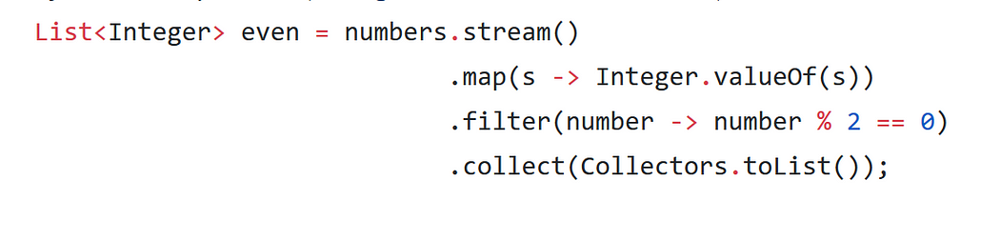 List<Integer> even = numbers.stream()
.map(s -> Integer.valueOf(s))
.filter(number -> number % 2 == 0)
.collect(Collectors.toList());